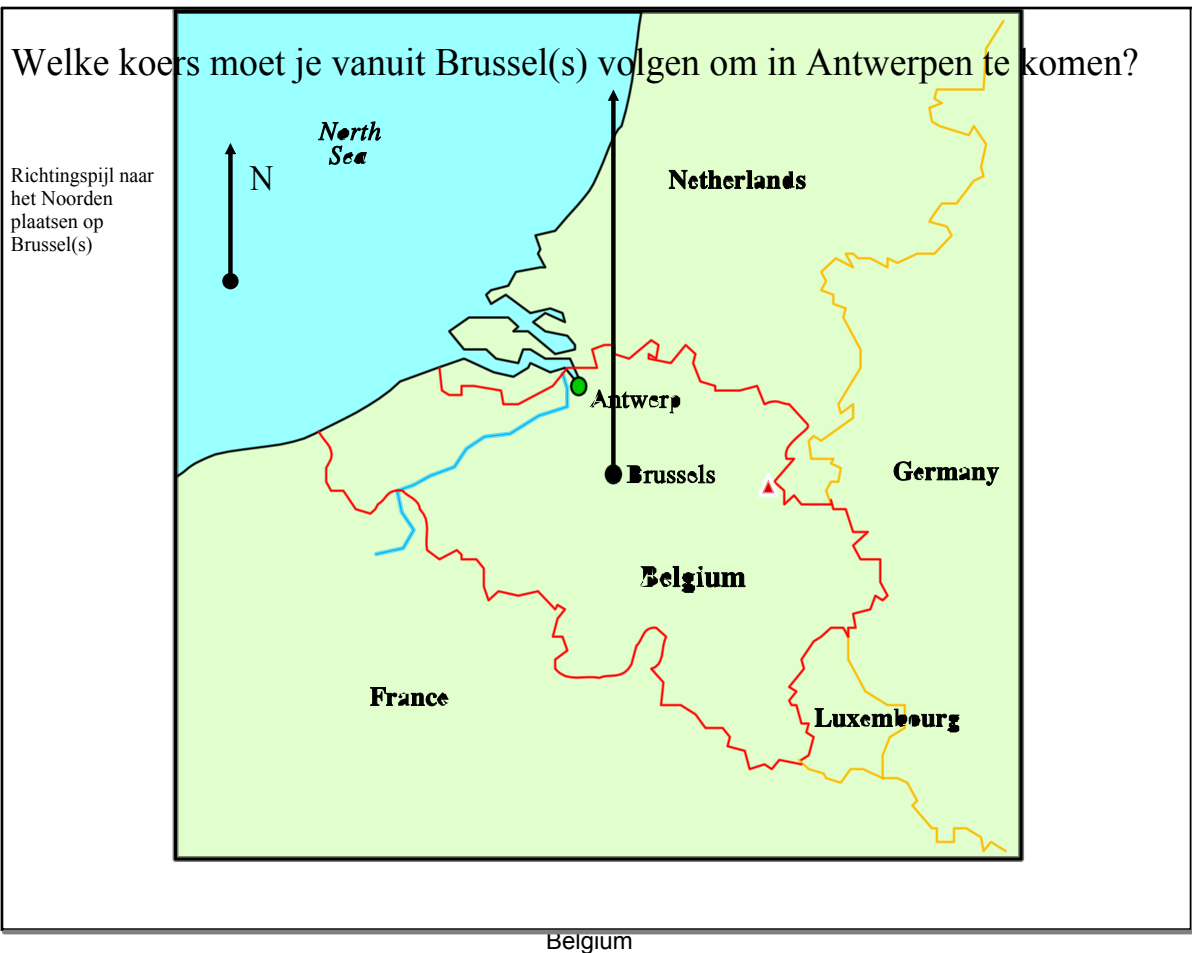 Welke koers moet je vanuit Brussel(s) volgen om in Antwerpen te komen?
North
Sea
Richtingspijl naar
het Noorden
plaatsen op
Brussel(s)
N
Netherlands
Antwerp
Brussels
Germany
Belgium
France
Luxembourg
Belgium